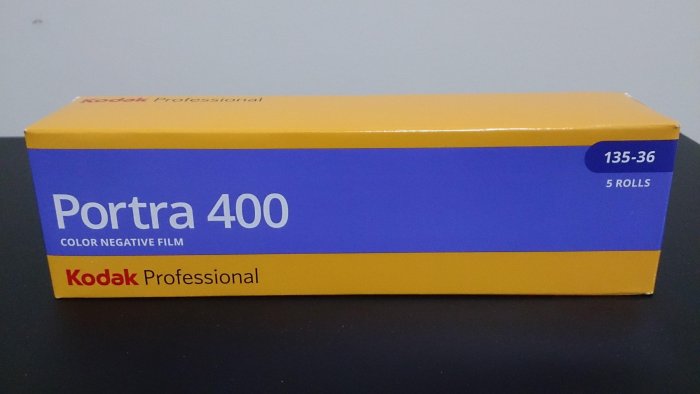 Kodak Professional
135-36
5 ROLLS
Portra 400
COLOR NEGATIVE FILM
Kodak Professional